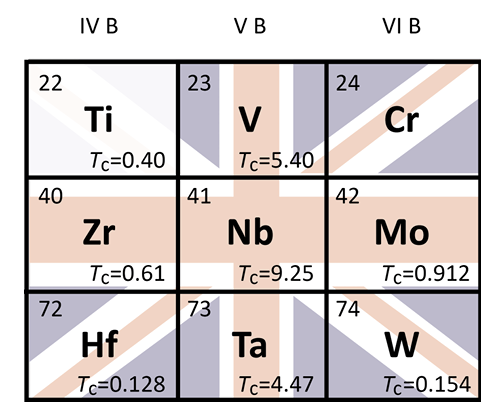 IV B V B VI B
22 23 24
Ti V Cr
Tc=0.40 Tc=5.40
40 41 42
Zr Nb Mo
Tc=0.61 Tc=9.25 Tc=0.912
72 73 74
Hf Ta W
Tc=0.128 Tc=4.47 Tc=0.154